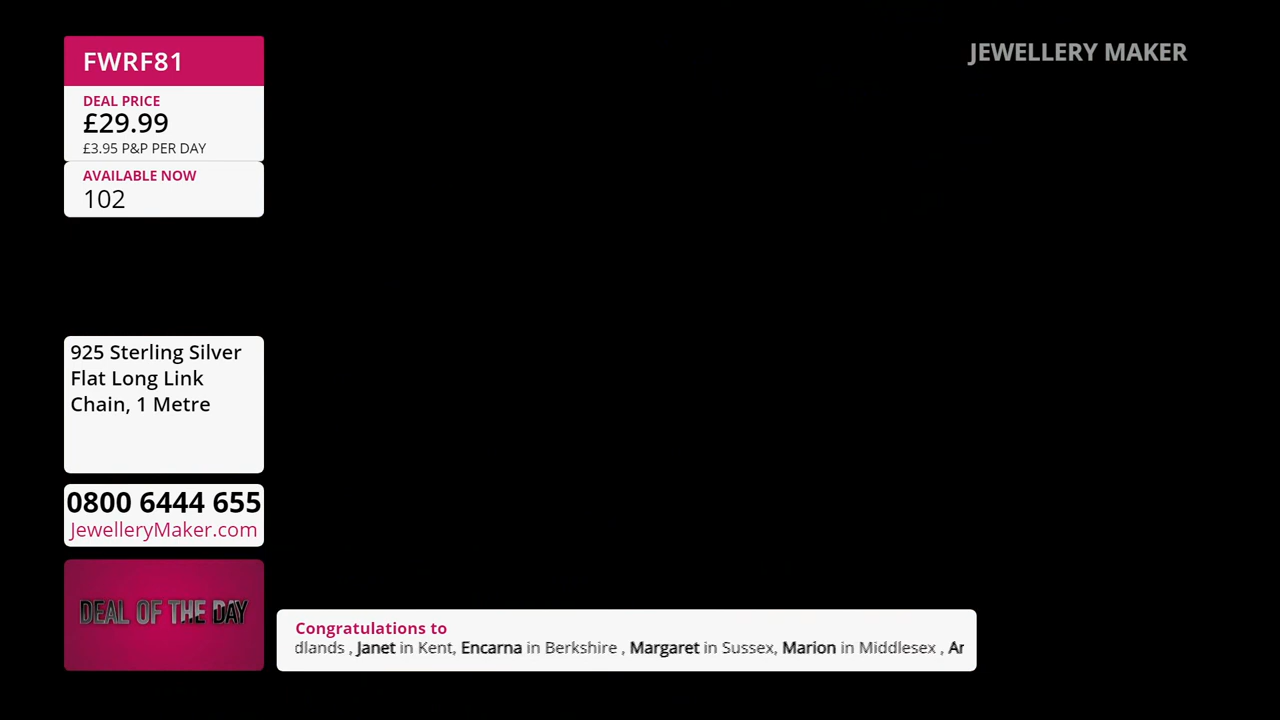 FWRF81
DEAL PRICE
£29.99
£3.95 P&P PER DAY
AVAILABLE NOW
102
JEWELLERY MAKER
925 Sterling Silver
Flat Long Link
Chain, 1 Metre
0800 6444 655
JewelleryMaker.com
DEAL OF THE DAY
Congratulations to
dlands , Janet in Kent, Encarna in Berkshire , Margaret in Sussex, Marion in Middlesex ,